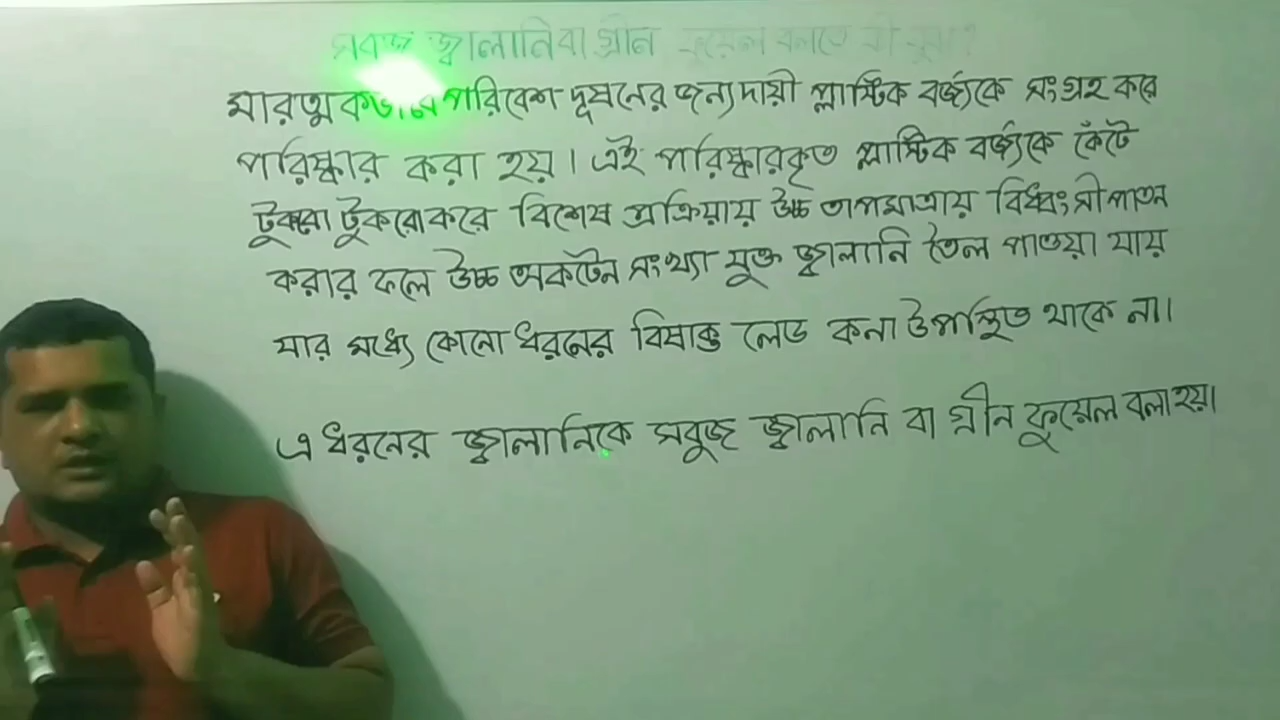 সবুজ জ্বালানি বা গ্রীন ফুয়েল বলতে কী বুঝ?
মারত্মকভাবে পরিবেশ দূষনের জন্য দায়ী প্লাস্টিক বর্জ্যকে সংগ্রহ করে
পরিস্কার করা হয়। এই পরিস্কারকৃত প্লাস্টিক বর্জ্যকে কেঁটে
টুকরো টুকরো করে বিশেষ প্রক্রিয়ায় উচ্চ তাপমাত্রায় বিধ্বংসী পাতন
করার ফলে উচ্চ অকটেন সংখ্যা যুক্ত জ্বালানি তৈল পাওয়া যায়
যার মধ্যে কোনো ধরনের বিষাক্ত লেড কনা উপস্থিত থাকে না।
এ ধরনের জ্বালানিকে সবুজ জ্বালানি বা গ্রীন ফুয়েল বলা হয়।